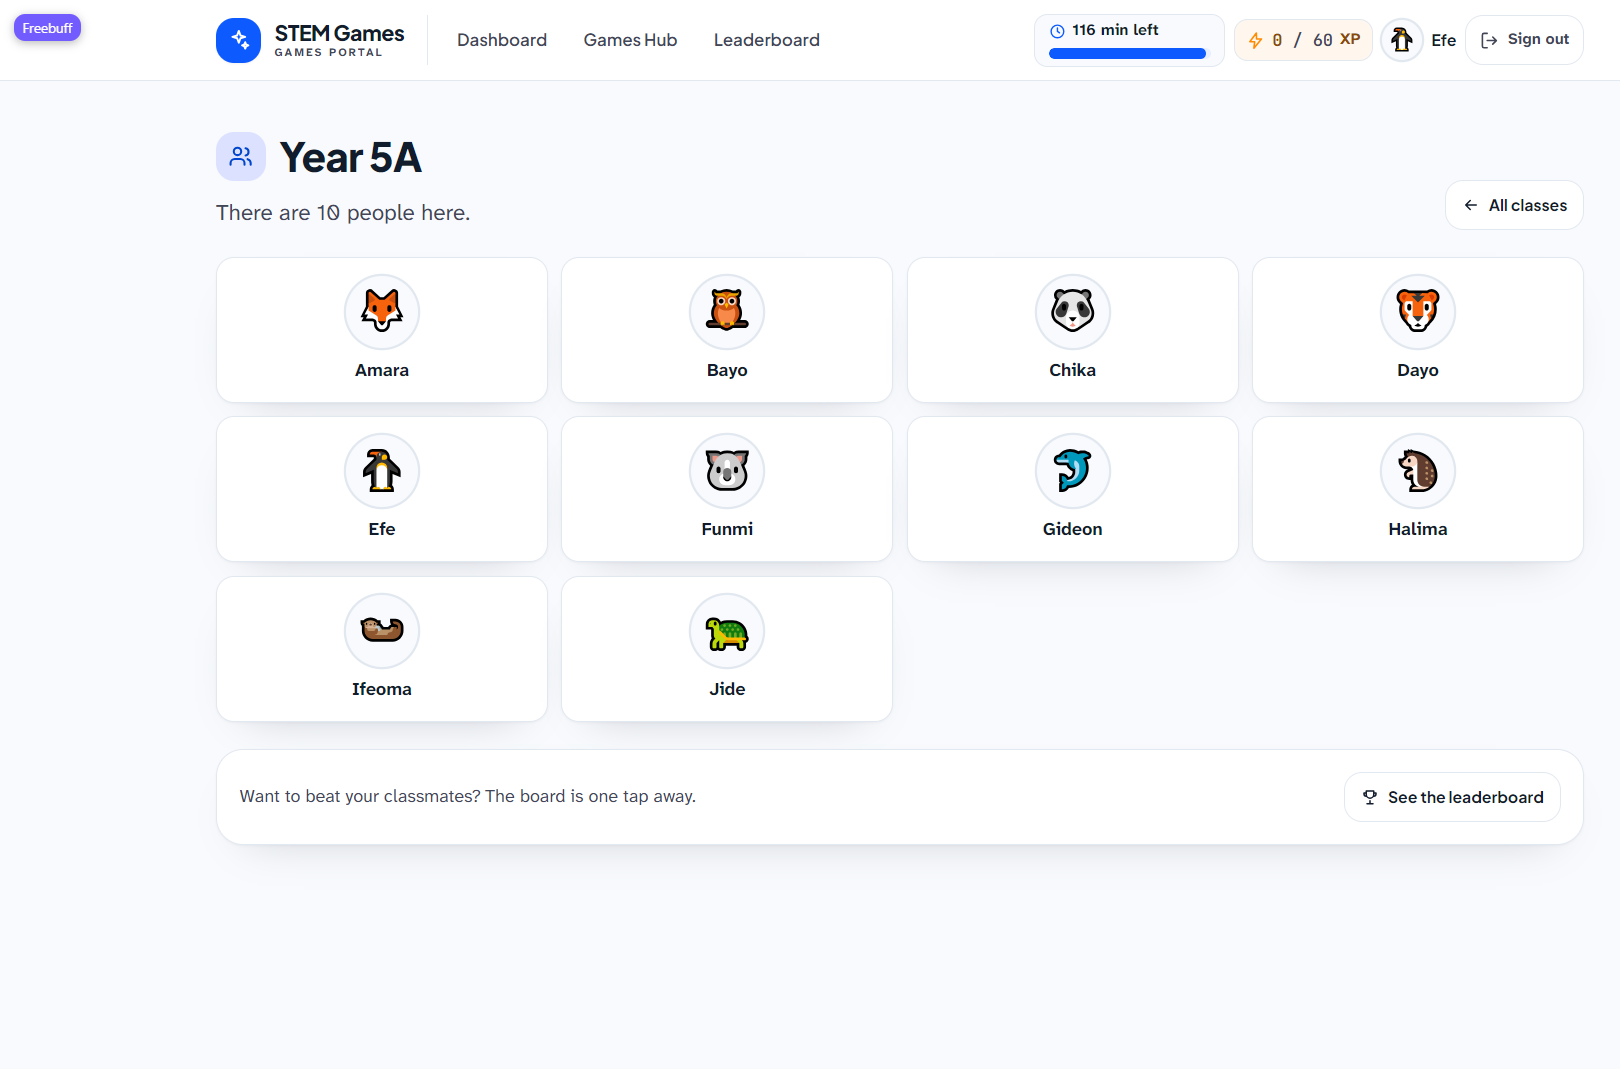 Freebuff
STEM Games
GAMES PORTAL
Dashboard
Games Hub
Leaderboard
116 min left
0 / 60 XP
Efe
Sign out
Year 5A
There are 10 people here.
All classes
Amara
Bayo
Chika
Dayo
Efe
Funmi
Gideon
Halima
Ifeoma
Jide
Want to beat your classmates? The board is one tap away.
See the leaderboard